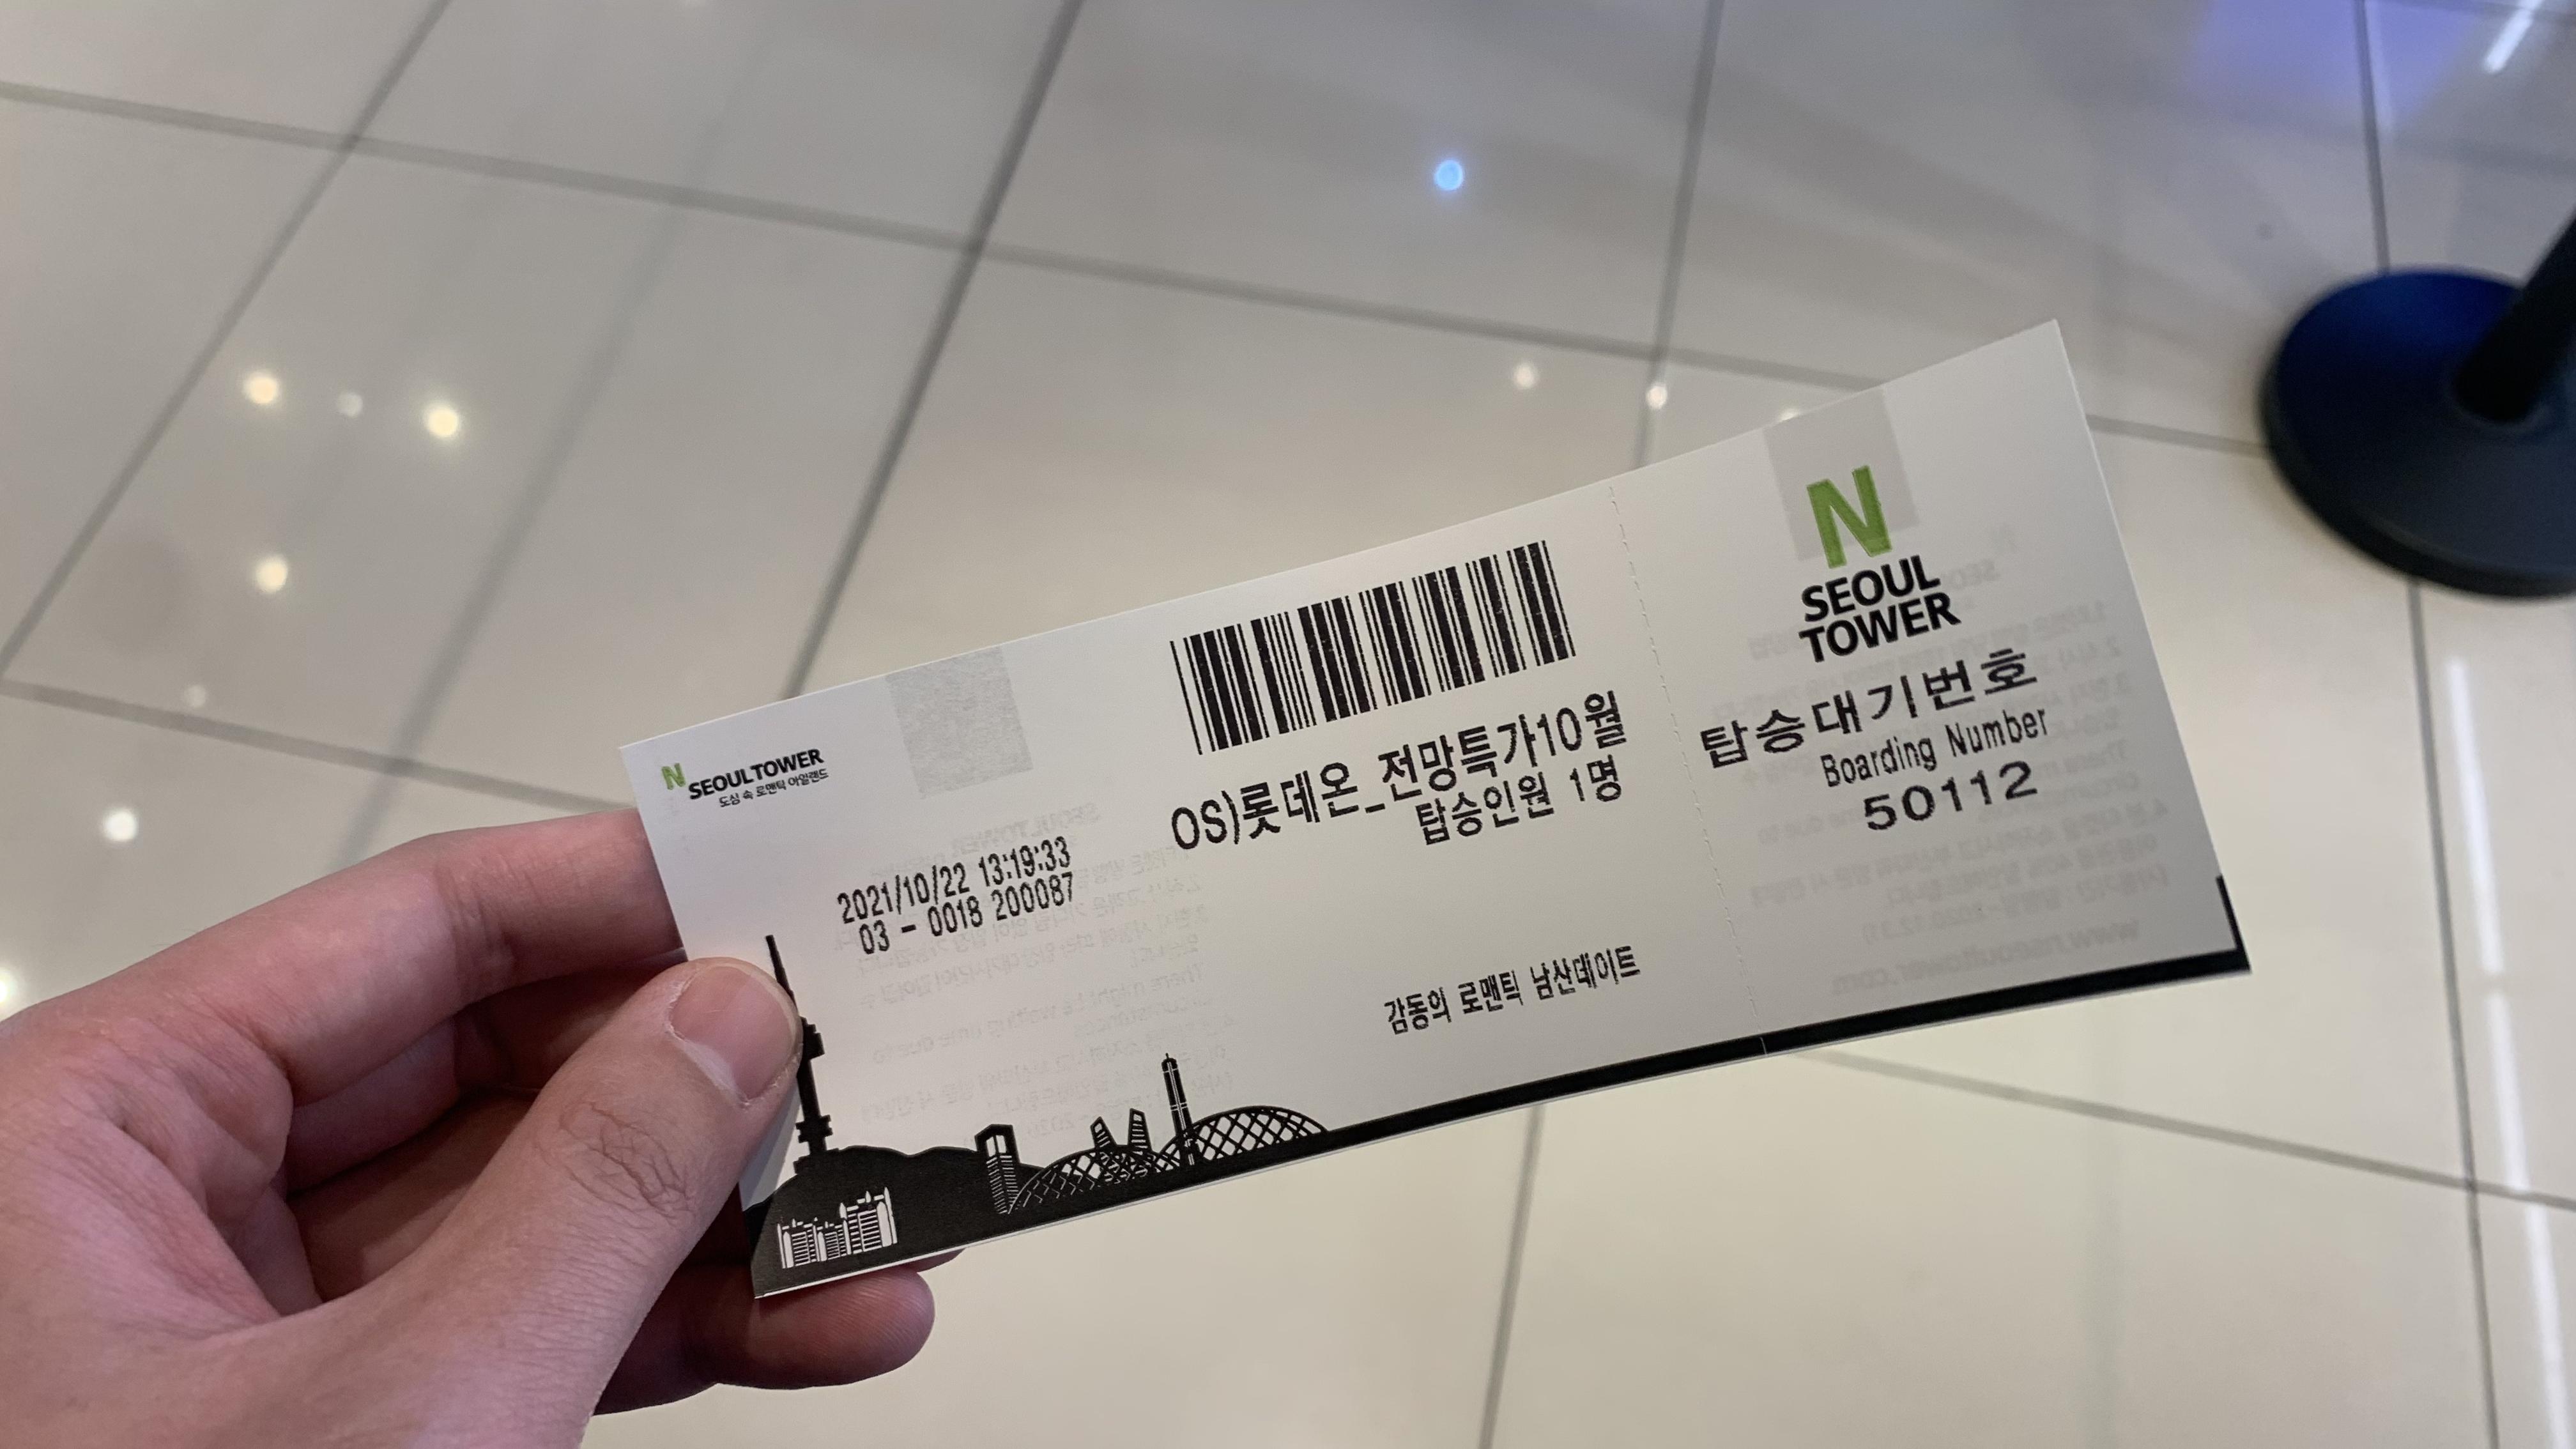 N SEOUL TOWER
도심 속 로맨틱 아일랜드
2021/10/22 13:19:33
03 - 0018 200087
OS)롯데온_전망특가10월
탑승인원 1명
감동의 로맨틱 남산데이트
N
SEOUL
TOWER
탑승대기번호
Boarding Number
50112